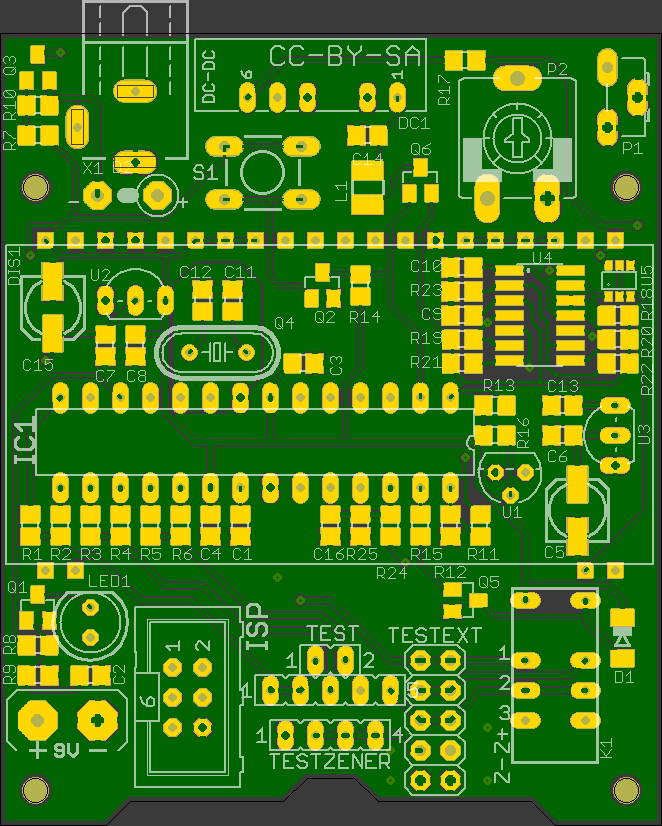 Q3
R10
R7
X1
D2
- +
DC-DC
CC-BY-SA
6
1
DC1
S1
C14
L1
Q6
R17
P2
P1
DIS1
C15
U2
C7
C8
C12
C11
Q2
R14
Q4
C3
C10
R23
C9
R19
R21
U4
U5
R18
R20
R22
IC1
R13
R16
C13
C6
U3
U1
C5
R1
R2
R3
R4
R5
R6
C4
C1
C16
R25
R24
R15
R11
R12
Q5
Q1
LED1
R8
R9
C2
+ 9V -
ISP
1 2
6
TEST
1 2
1 5
1 4
TESTZENER
TESTEXT
1
2
3
Z-N-N+
K1
D1